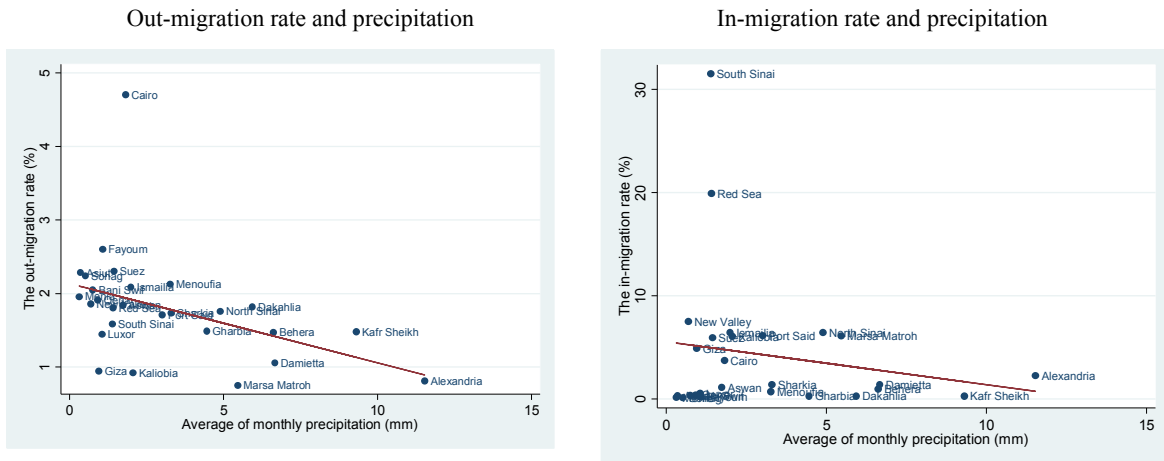 Out-migration rate and precipitation
The out-migration rate (%)
5
4
3
2
1
Cairo
Fayoum
Suez
Sohag
Menoufia
Ismailia
Bani Swif
Red Sea
Port Said
North Sinai
Dakahlia
South Sinai
Luxor
Gharbia
Behera
Kafr Sheikh
Damietta
Giza
Kaliobia
Marsa Matroh
Alexandria
0
5
10
15
Average of monthly precipitation (mm)
In-migration rate and precipitation
The in-migration rate (%)
30
20
10
0
South Sinai
Red Sea
New Valley
Ismailia
Port Said
North Sinai
Marsa Matroh
Suez
Kaliobia
Giza
Cairo
Aswan
Sharkia
Menoufia
Damietta
Behera
Gharbia
Dakahlia
Kafr Sheikh
Alexandria
0
5
10
15
Average of monthly precipitation (mm)